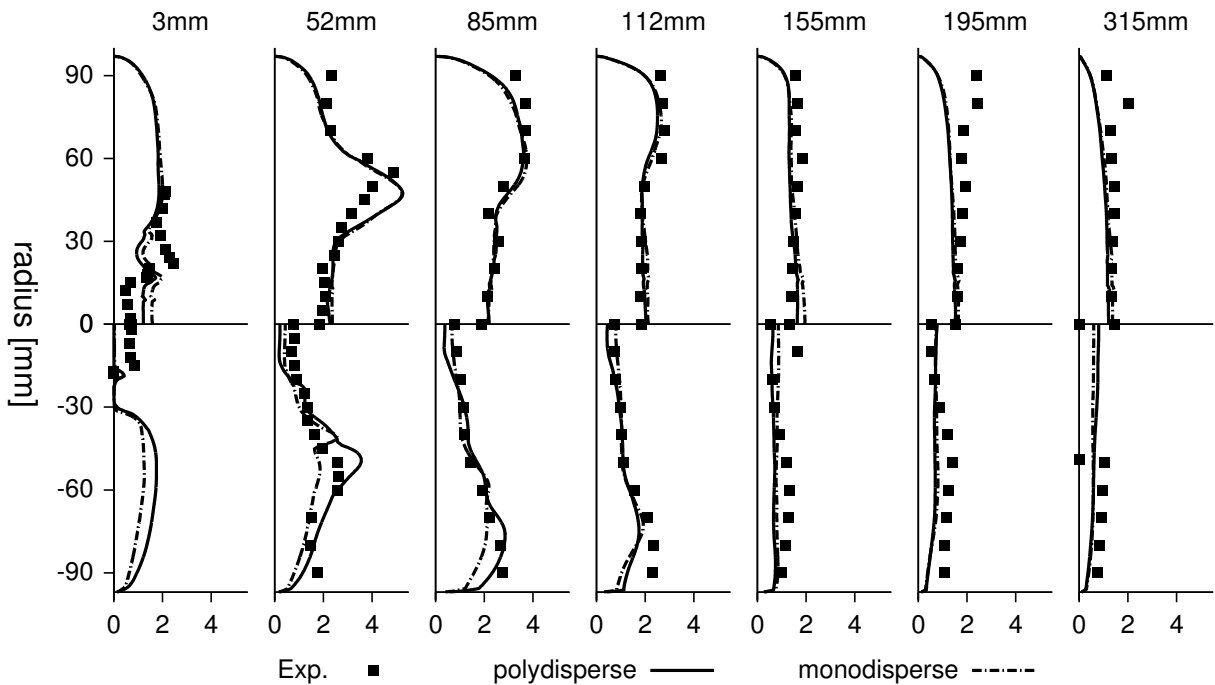 3mm 52mm 85mm 112mm 155mm 195mm 315mm
90
60
30
0
-30
-60
-90
radius [mm]
0 2 4 0 2 4 0 2 4 0 2 4 0 2 4 0 2 4 0 2 4
Exp. polydisperse monodisperse